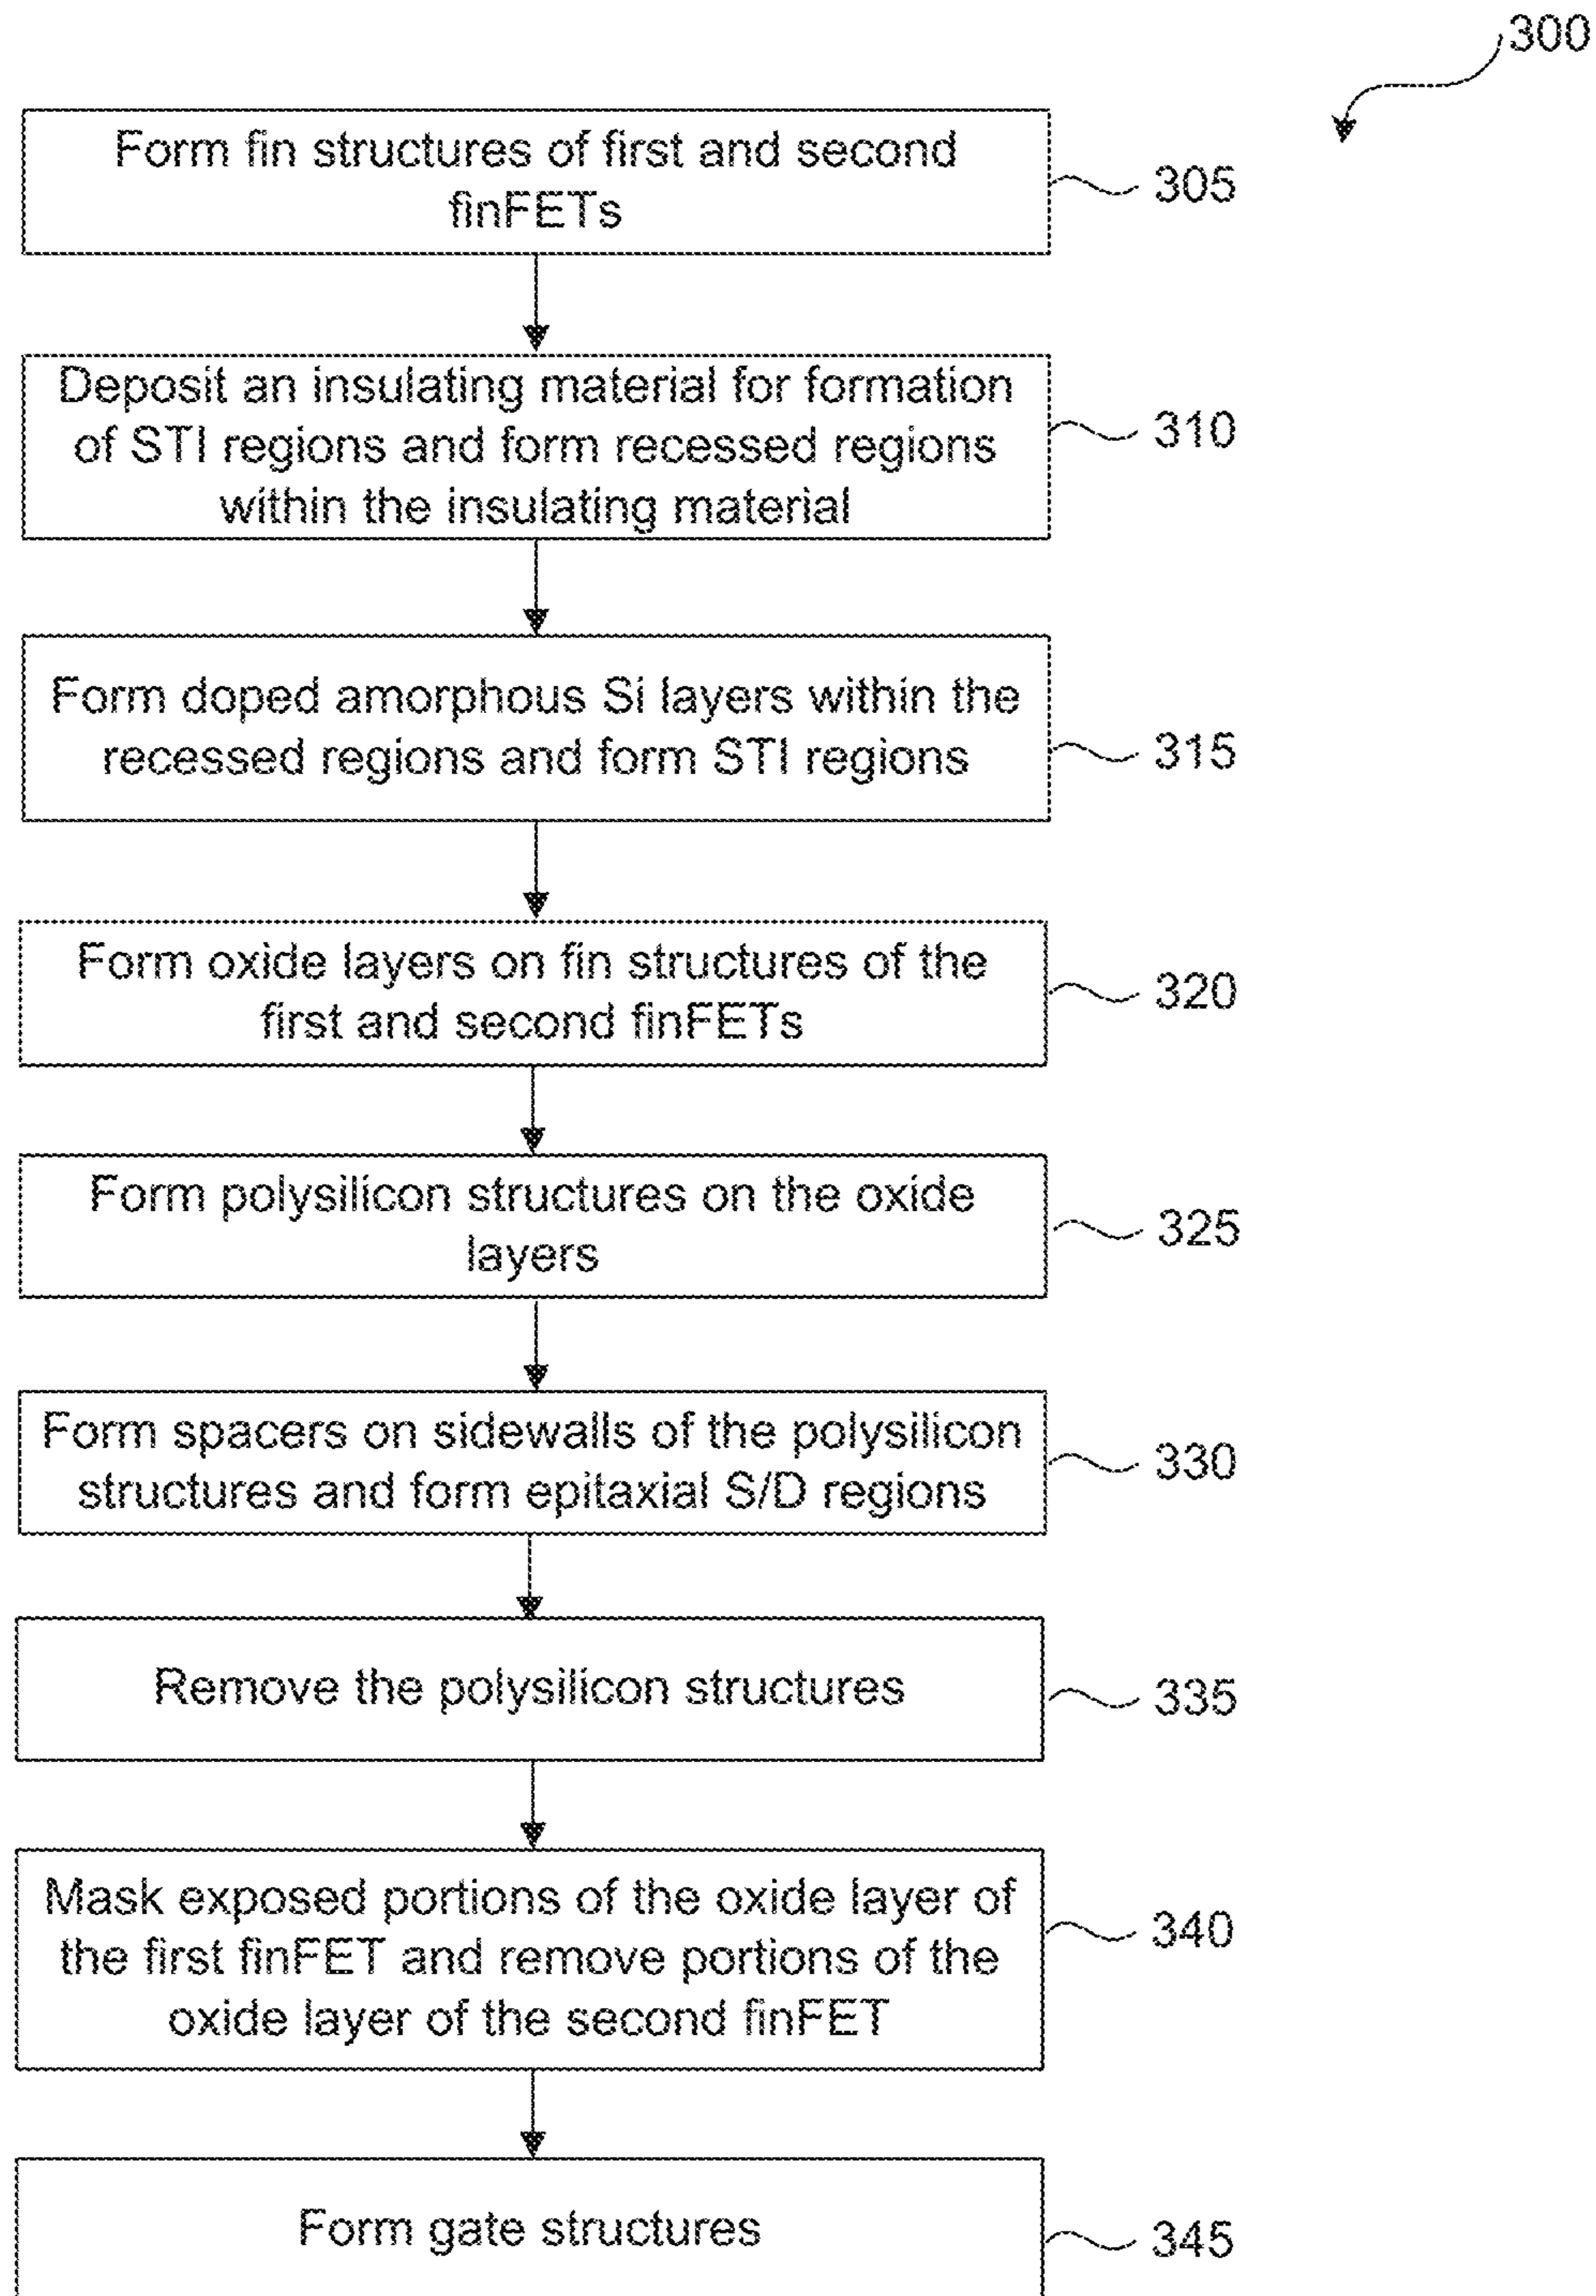 300
Form fin structures of first and second
finFETs
305
Deposit an insulating material for formation
of STI regions and form recessed regions
within the insulating material
310
Form doped amorphous Si layers within the
recessed regions and form STI regions
315
Form oxide layers on fin structures of the
first and second finFETs
320
Form polysilicon structures on the oxide
layers
325
Form spacers on sidewalls of the polysilicon
structures and form epitaxial S/D regions
330
Remove the polysilicon structures
335
Mask exposed portions of the oxide layer of
the first finFET and remove portions of the
oxide layer of the second finFET
340
Form gate structures
345